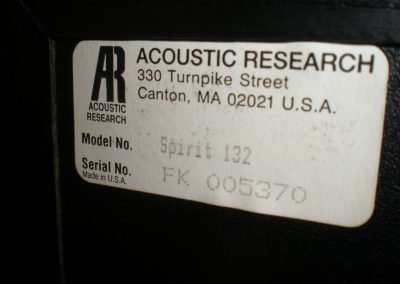 AR
ACOUSTIC
RESEARCH
ACOUSTIC RESEARCH
330 Turnpike Street
Canton, MA 02021 U.S.A.
Model No. Spirit 132
Serial No. FK 005370
Made in U.S.A.